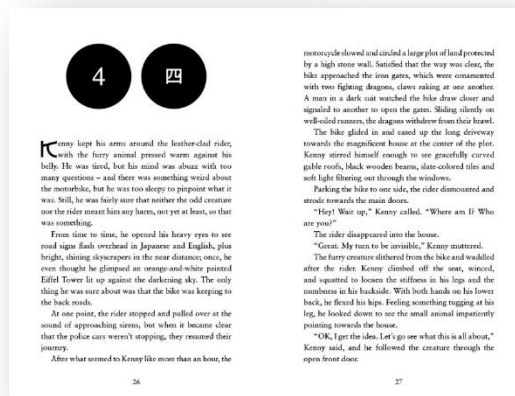 4
四
Kenny kept his arms around the leather-clad rider,
with the furry animal pressed warm against his
belly. He was tired, but his mind was abuzz with too
many questions – and there was something weird about
the motorbike, but he was too sleepy to pinpoint what it
was. Still, he was fairly sure that neither the odd creature
nor the rider meant him any harm, not yet at least, so that
was something.
From time to time, he opened his heavy eyes to see
road signs flash overhead in Japanese and English, plus
bright, shining skyscrapers in the near distance; once, he
even thought he glimpsed an orange-and-white painted
Eiffel Tower lit up against the darkening sky. The only
thing he was sure about was that the bike was keeping to
the back roads.
At one point, the rider stopped and pulled over at the
sound of approaching sirens, but when it became clear
that the police cars weren't stopping, they resumed their
journey.
After what seemed to Kenny like more than an hour, the
26
motorcycle slowed and circled a large plot of land protected
by a high stone wall. Satisfied that the way was clear, the
bike approached the iron gates, which were ornamented
with two fighting dragons, claws raking at one another.
A man in a dark suit watched the bike draw closer and
signaled to another to open the gates. Sliding silently on
well-oiled runners, the dragons withdrew from their brawl.
The bike glided in and eased up the long driveway
towards the magnificent house at the center of the plot.
Kenny stirred himself enough to see gracefully curved
gable roofs, black wooden beams, slate-colored tiles and
soft light filtering out through the windows.
Parking the bike to one side, the rider dismounted and
strode towards the main doors.
"Hey! Wait up," Kenny called. "Where am I? Who
are you?"
The rider disappeared into the house.
"Great. My turn to be invisible," Kenny muttered.
The furry creature slithered from the bike and waddled
after the rider. Kenny climbed off the seat, winced,
and squatted to loosen the stiffness in his legs and the
numbness in his backside. With both hands on his lower
back, he flexed his hips. Feeling something tugging at his
leg, he looked down to see the small animal impatiently
pointing towards the house.
"OK, I get the idea. Let's go see what this is all about,"
Kenny said, and he followed the creature through the
open front door.
27